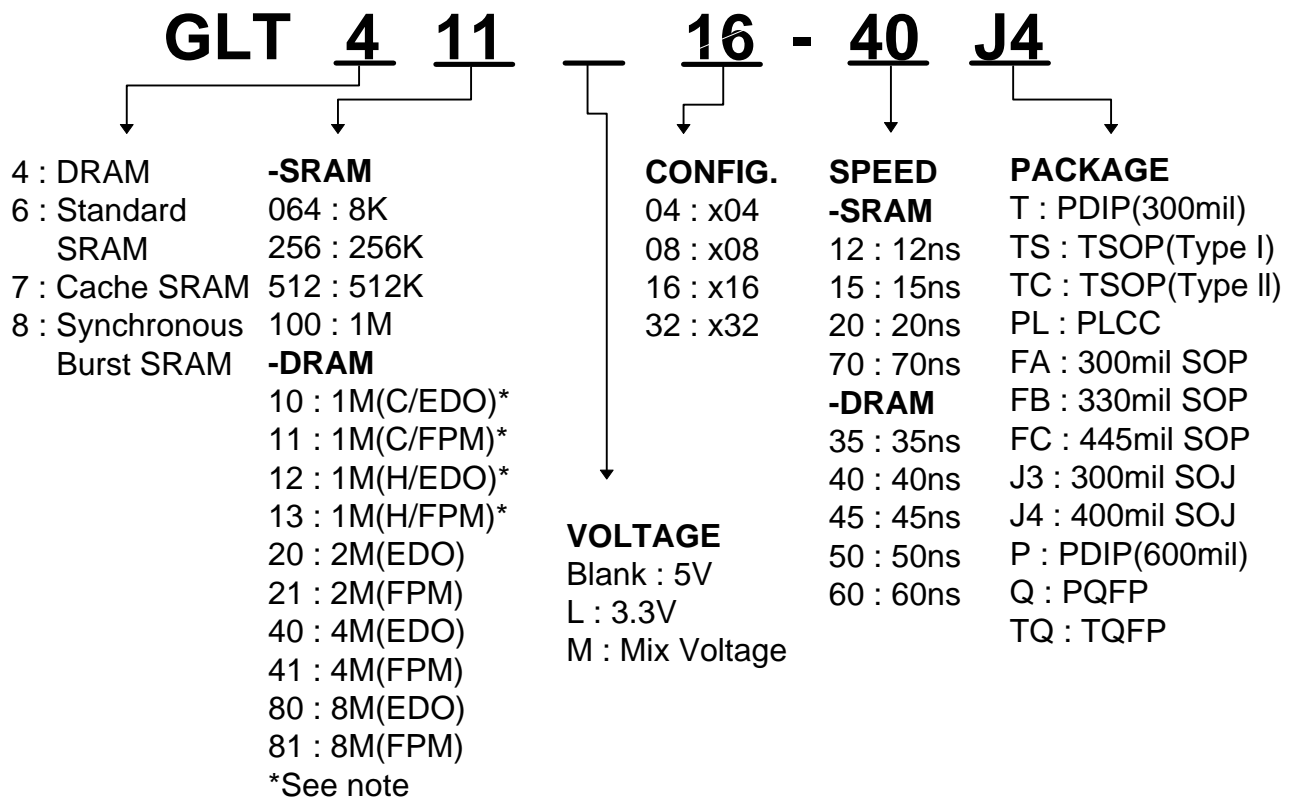 GLT 4 11 16 - 40 J4
4 : DRAM
6 : Standard
SRAM
7 : Cache SRAM
8 : Synchronous
Burst SRAM
-SRAM
064 : 8K
256 : 256K
512 : 512K
100 : 1M
-DRAM
10 : 1M(C/EDO)*
11 : 1M(C/FPM)*
12 : 1M(H/EDO)*
13 : 1M(H/FPM)*
20 : 2M(EDO)
21 : 2M(FPM)
40 : 4M(EDO)
41 : 4M(FPM)
80 : 8M(EDO)
81 : 8M(FPM)
*See note
VOLTAGE
Blank : 5V
L : 3.3V
M : Mix Voltage
CONFIG.
04 : x04
08 : x08
16 : x16
32 : x32
SPEED
-SRAM
12 : 12ns
15 : 15ns
20 : 20ns
70 : 70ns
-DRAM
35 : 35ns
40 : 40ns
45 : 45ns
50 : 50ns
60 : 60ns
PACKAGE
T : PDIP(300mil)
TS : TSOP(Type I)
TC : TSOP(Type ll)
PL : PLCC
FA : 300mil SOP
FB : 330mil SOP
FC : 445mil SOP
J3 : 300mil SOJ
J4 : 400mil SOJ
P : PDIP(600mil)
Q : PQFP
TQ : TQFP